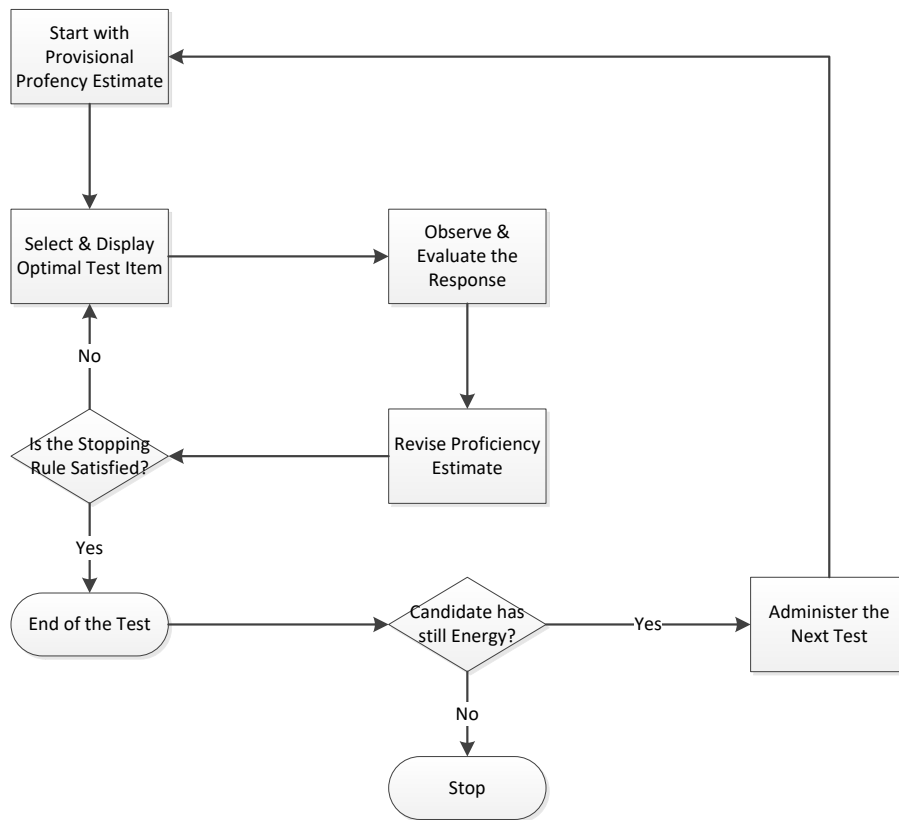 Start with
Provisional
Profency Estimate
Select & Display
Optimal Test Item
Observe &
Evaluate the
Response
No
Is the Stopping
Rule Satisfied?
Revise Proficiency
Estimate
Yes
End of the Test
Candidate has
still Energy?
Yes
Administer the
Next Test
No
Stop